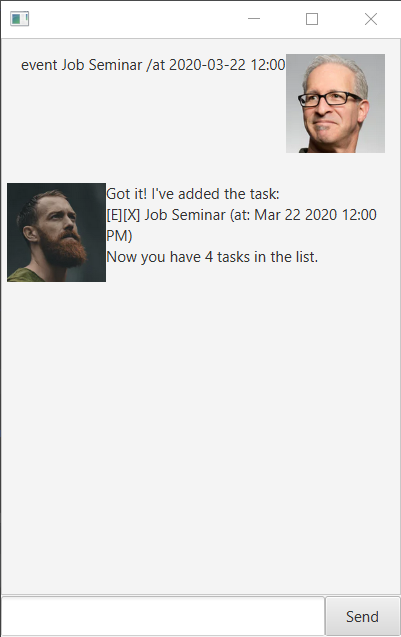 event Job Seminar /at 2020-03-22 12:00
Got it! I've added the task:
[E][X] Job Seminar (at: Mar 22 2020 12:00
PM)
Now you have 4 tasks in the list.
Send